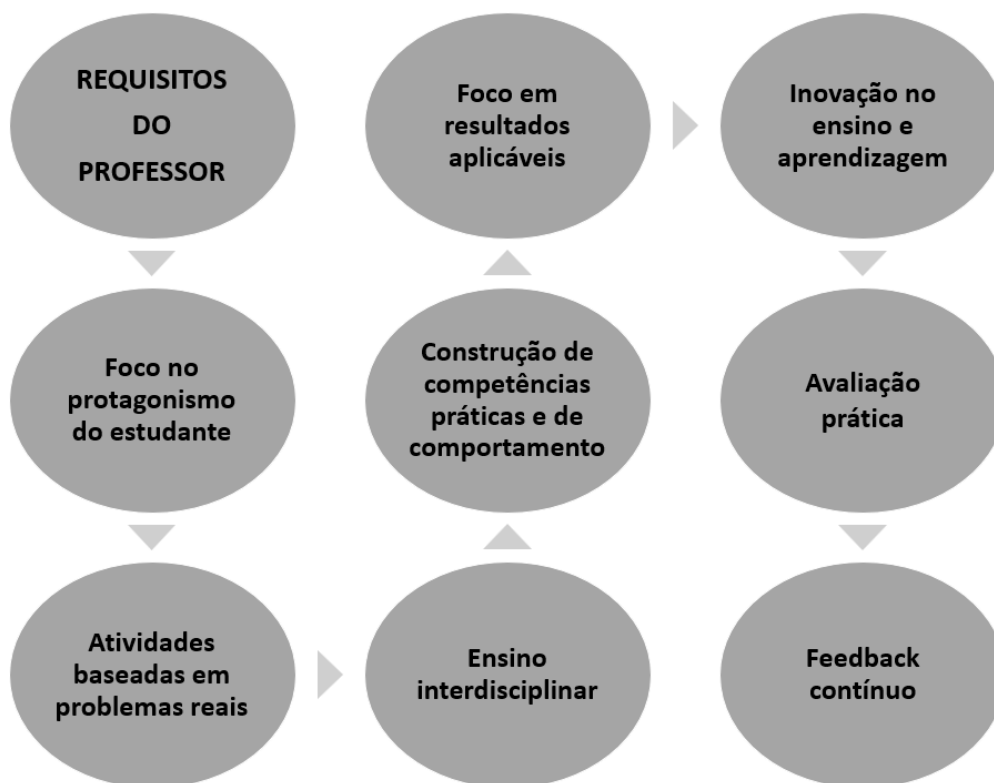 REQUISITOS
DO
PROFESSOR
Foco no
protagonismo
do estudante
Atividades
baseadas em
problemas reais
Ensino
interdisciplinar
Construção de
competências
práticas e de
comportamento
Foco em
resultados
aplicáveis
Inovação no
ensino e
aprendizagem
Avaliação
prática
Feedback
contínuo